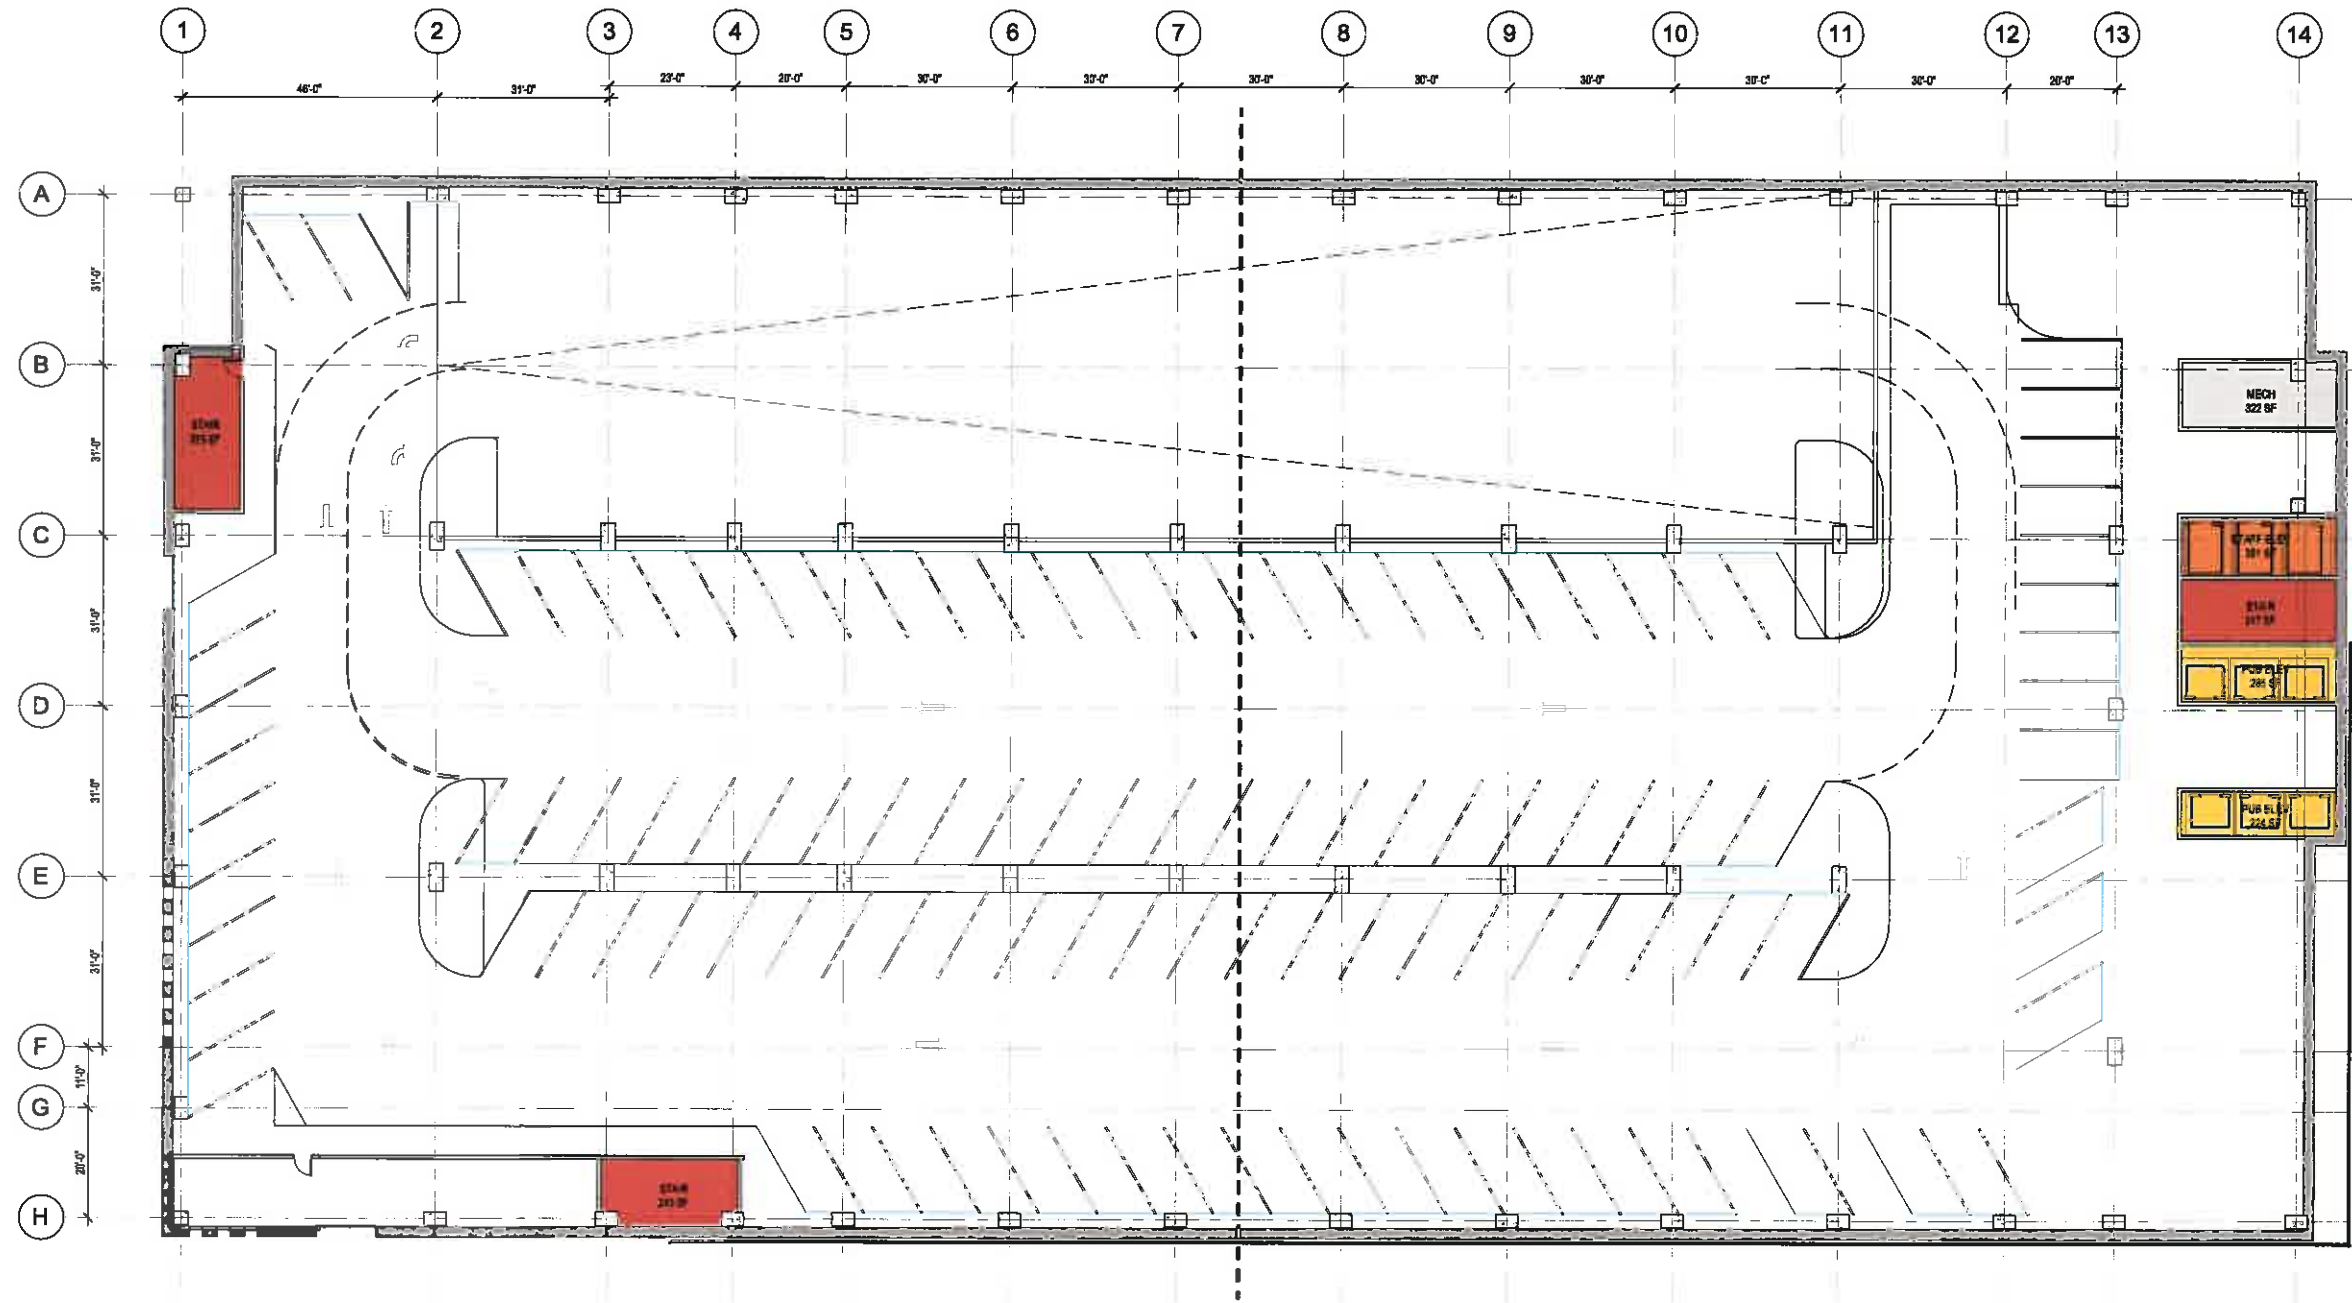 1 2 3 4 5 6 7 8 9 10 11 12 13 14
46'-0" 31'-0" 23'-0" 20'-0" 30'-0" 30'-0" 30'-0" 30'-0" 30'-0" 30'-0" 30'-0" 20'-0"
A
31'-0"
B
31'-0"
C
31'-0"
D
31'-0"
E
31'-0"
F
11'-0"
G
20'-0"
H
STAIR
MECH
322 SF
STAFF ELEV
STAIR
PUB ELEV
PUB ELEV
224 SF
STAIR